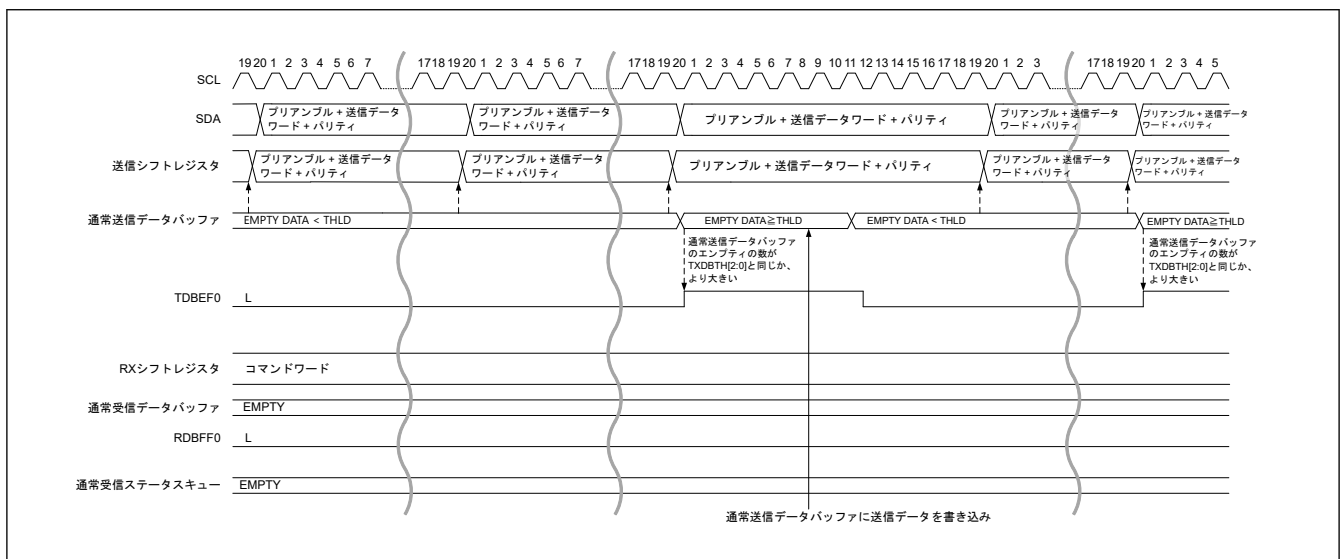 19 20 1 2 3 4 5 6 7 17 18 19 20 1 2 3 4 5 6 7 17 18 19 20 1 2 3 4 5 6 7 8 9 10 11 12 13 14 15 16 17 18 19 20 1 2 3 17 18 19 20 1 2 3 4 5
SCL
SDA
プリアンブル + 送信データ
ワード + パリティ
プリアンブル + 送信データ
ワード + パリティ
プリアンブル + 送信データワード + パリティ
プリアンブル + 送信データ
ワード + パリティ
プリアンブル + 送信データ
ワード + パリティ
送信シフトレジスタ
プリアンブル + 送信データ
ワード + パリティ
プリアンブル + 送信データ
ワード + パリティ
プリアンブル + 送信データワード + パリティ
プリアンブル + 送信データ
ワード + パリティ
プリアンブル + 送信データ
ワード + パリティ
通常送信データバッファ
EMPTY DATA < THLD
EMPTY DATA≧THLD
EMPTY DATA < THLD
EMPTY DATA≧THLD
通常送信データバッファ
のエンプティの数が
TXDBTH[2:0]と同じか、
より大きい
通常送信データバッファ
のエンプティの数が
TXDBTH[2:0]と同じか、
より大きい
TDBEF0
L
RXシフトレジスタ
コマンドワード
通常受信データバッファ
EMPTY
RDBFF0
L
通常受信ステータスキュー
EMPTY
通常送信データバッファに送信データを書き込み